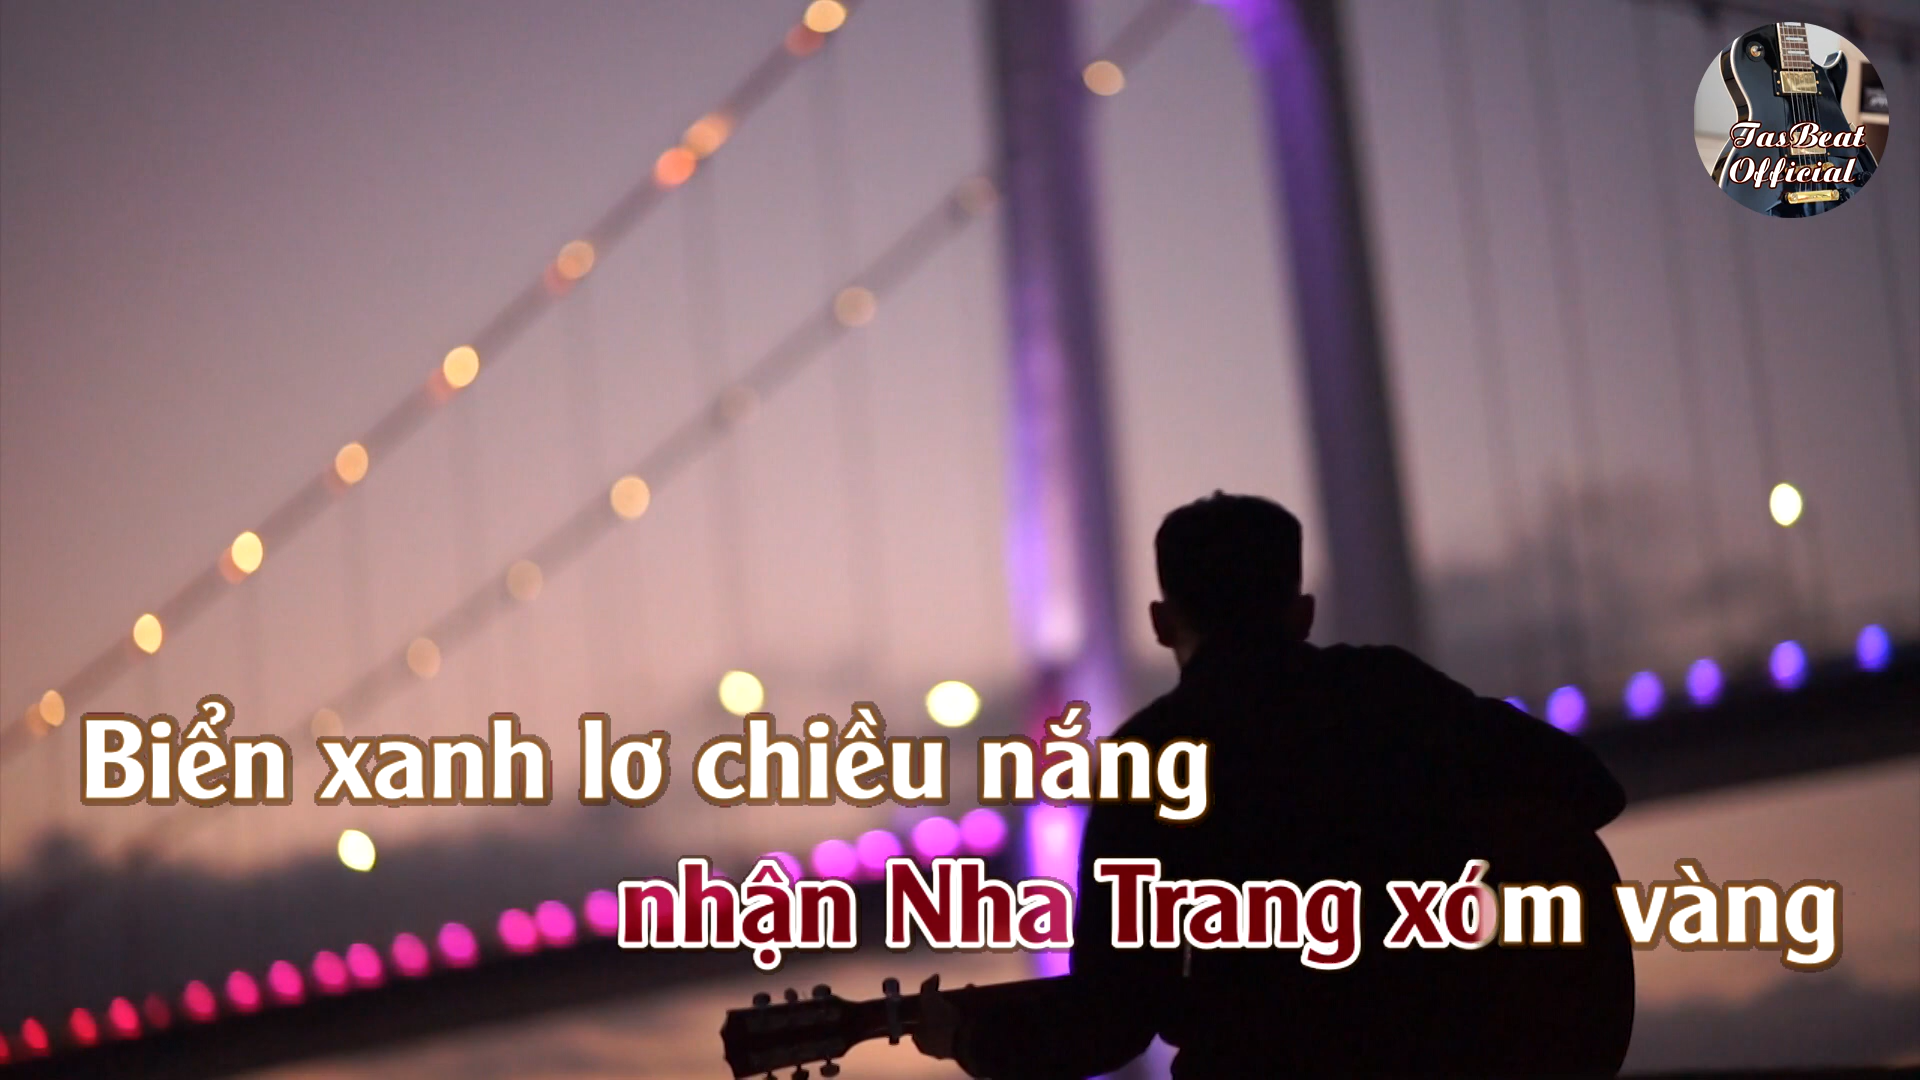 TasBeat
Official
Biển xanh lơ chiều nắng
nhận Nha Trang xóm vàng